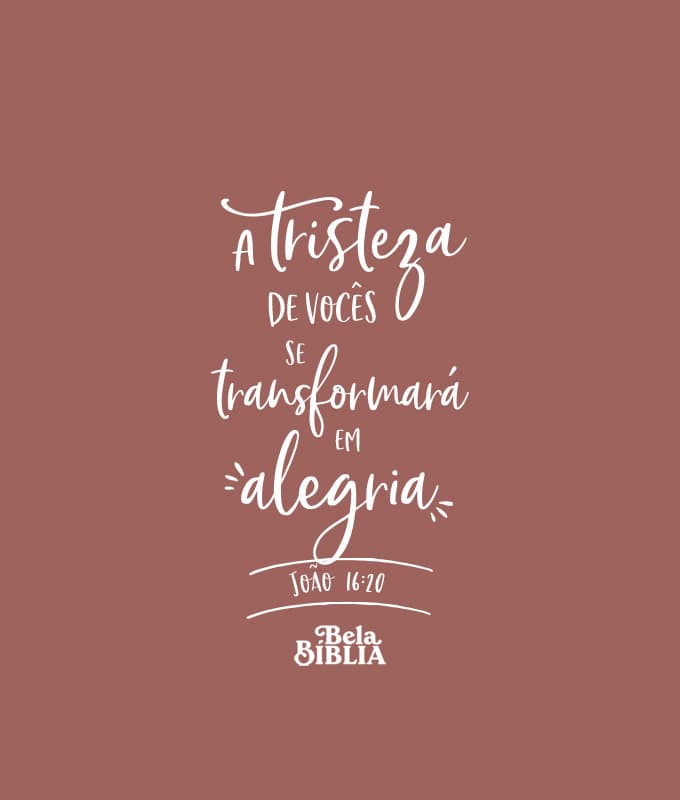 A tristeza
DE VOCÊS
SE
transformará
EM
alegria
JOÃO 16:20
Bela
BÍBLIA